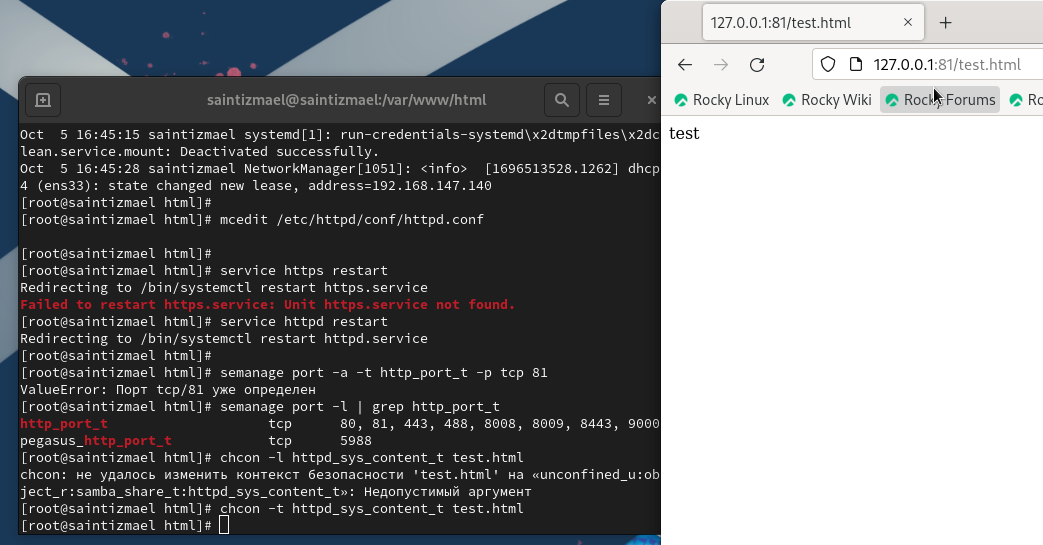 saintizmael@saintizmael:/var/www/html
Oct  5 16:45:15 saintizmael systemd[1]: run-credentials-systemd\x2dtmpfiles\x2dc
lean.service.mount: Deactivated successfully.
Oct  5 16:45:28 saintizmael NetworkManager[1051]: <info>  [1696513528.1262] dhcp
4 (ens33): state changed new lease, address=192.168.147.140
[root@saintizmael html]#
[root@saintizmael html]# mcedit /etc/httpd/conf/httpd.conf
[root@saintizmael html]#
[root@saintizmael html]# service https restart
Redirecting to /bin/systemctl restart https.service
Failed to restart https.service: Unit https.service not found.
[root@saintizmael html]# service httpd restart
Redirecting to /bin/systemctl restart httpd.service
[root@saintizmael html]#
[root@saintizmael html]# semanage port -a -t http_port_t -p tcp 81
ValueError: Порт tcp/81 уже определен
[root@saintizmael html]# semanage port -l | grep http_port_t
http_port_t                    tcp      80, 81, 443, 488, 8008, 8009, 8443, 9000
pegasus_http_port_t            tcp      5988
[root@saintizmael html]# chcon -l httpd_sys_content_t test.html
chcon: не удалось изменить контекст безопасности 'test.html' на «unconfined_u:ob
ject_r:samba_share_t:httpd_sys_content_t»: Недопустимый аргумент
[root@saintizmael html]# chcon -t httpd_sys_content_t test.html
[root@saintizmael html]#
127.0.0.1:81/test.html
127.0.0.1:81/test.html
Rocky Linux Rocky Wiki Rocky Forums Ro
test